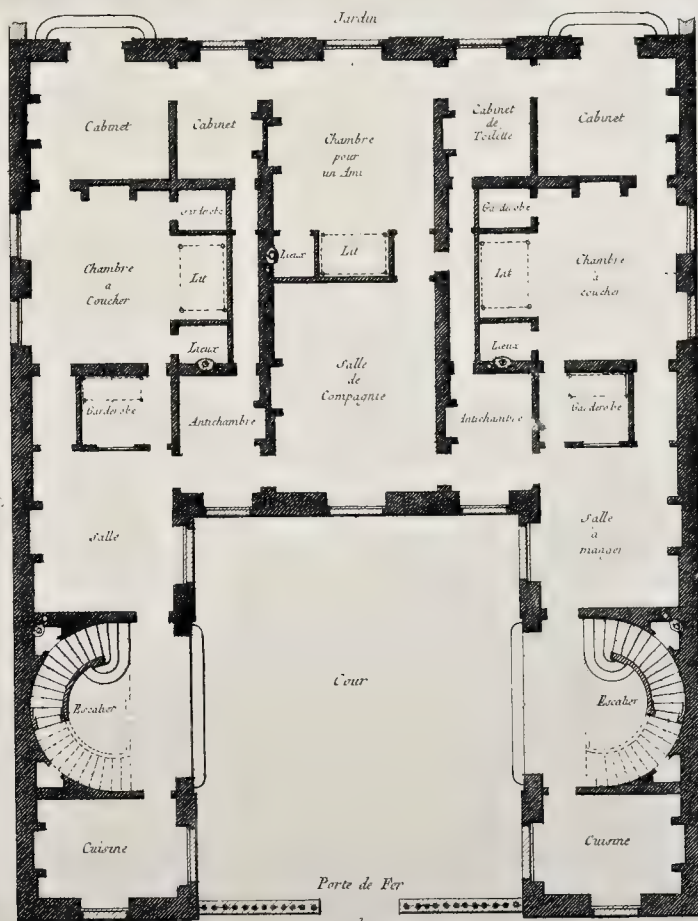 Jardin
Cabinet
Cabinet
Chambre
pour
un Ami
Cabinet
de
Toilette
Cabinet
Garderobe
Garderobe
Chambre
a
Coucher
Lit
Lieux
Lit
Lit
Chambre
à
coucher
Lieux
Lieux
Garderobe
Antichambre
Salle
de
Compagnie
Antichambre
Garderobe
Salle
Salle
à
manger
Escalier
Cour
Escalier
Cuisine
Cuisine
Porte de Fer